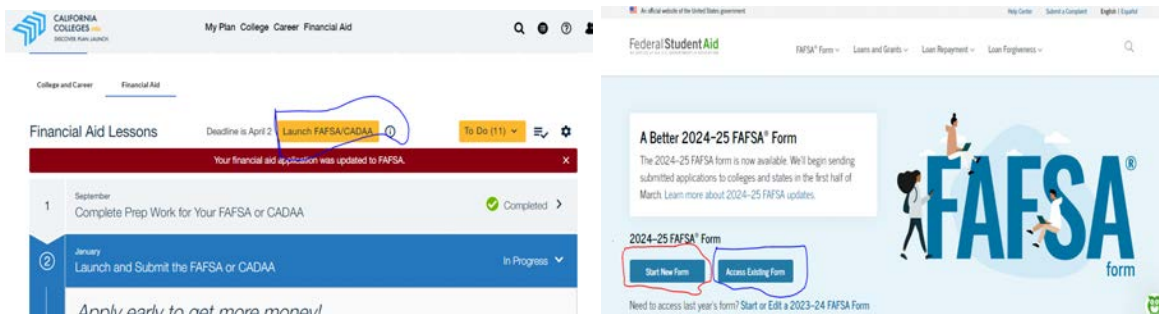 CALIFORNIA
COLLEGES.edu
DISCOVER. PLAN. LAUNCH.
My Plan College Career Financial Aid
College and Career Financial Aid
Financial Aid Lessons
Deadline is April 2
Launch FAFSA/CADAA
To Do (11)
Your financial aid application was updated to FAFSA.
1
September
Complete Prep Work for Your FAFSA or CADAA
Completed
2
January
Launch and Submit the FAFSA or CADAA
In Progress
Apply early to get more money!
An official website of the United States government.
Help Center Submit a Complaint English | Español
Federal Student Aid
FAFSA® Form Loans and Grants Loan Repayment Loan Forgiveness
A Better 2024–25 FAFSA® Form
The 2024–25 FAFSA form is now available. We'll begin sending
submitted applications to colleges and states in the first half of
March. Learn more about 2024–25 FAFSA updates.
2024–25 FAFSA® Form
Start New Form
Access Existing Form
Need to access last year's form? Start or Edit a 2023–24 FAFSA Form
FAFSA®
form